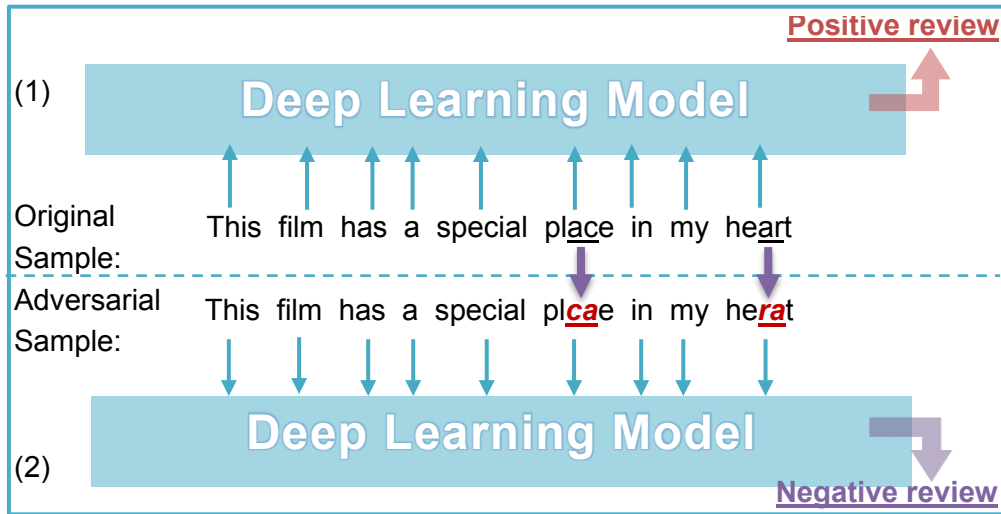 Positive review
(1)
Deep Learning Model
Original
Sample:
This film has a special place in my heart
Adversarial
Sample:
This film has a special plcae in my herat
Deep Learning Model
(2)
Negative review